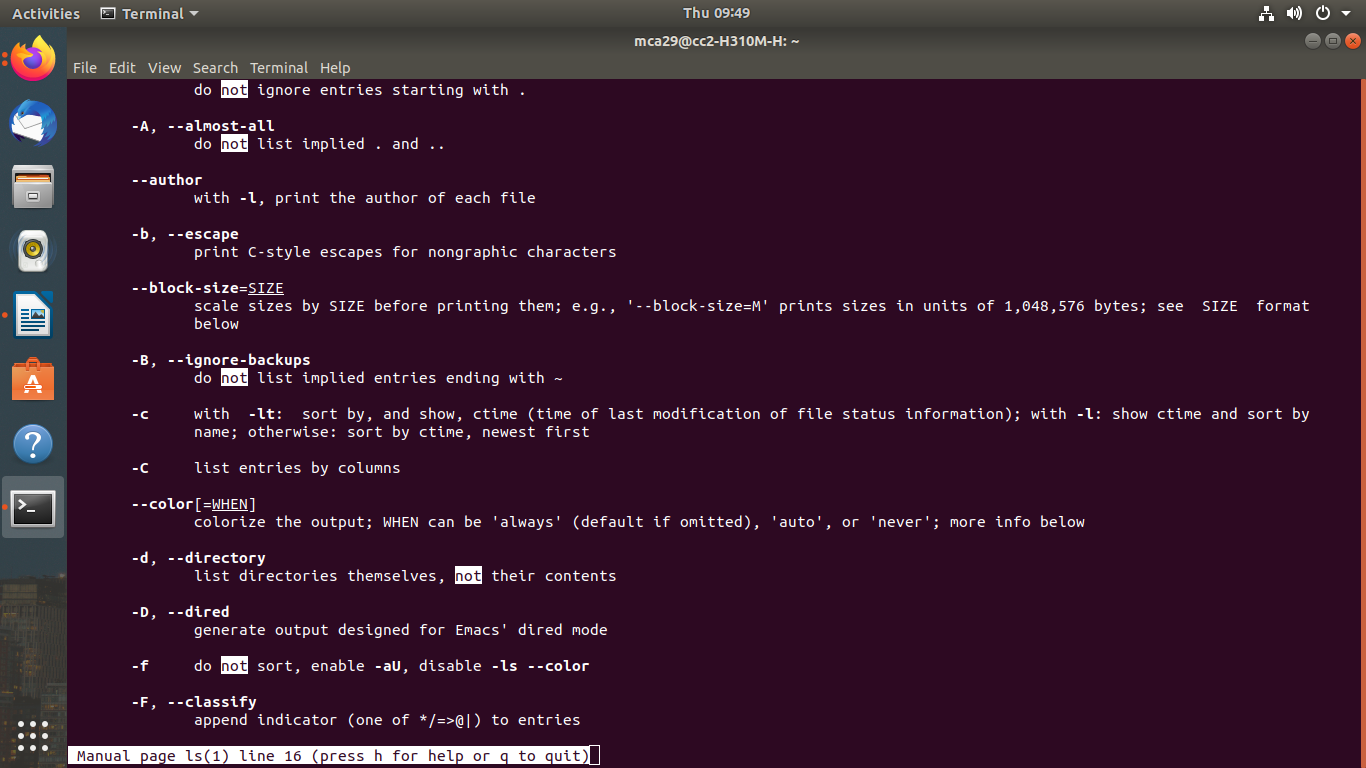 Activities Terminal Thu 09:49
mca29@cc2-H310M-H: ~
File Edit View Search Terminal Help
do not ignore entries starting with .
-A, --almost-all
do not list implied . and ..
--author
with -l, print the author of each file
-b, --escape
print C-style escapes for nongraphic characters
--block-size=SIZE
scale sizes by SIZE before printing them; e.g., '--block-size=M' prints sizes in units of 1,048,576 bytes; see  SIZE  format
below
-B, --ignore-backups
do not list implied entries ending with ~
-c     with  -lt:  sort by, and show, ctime (time of last modification of file status information); with -l: show ctime and sort by
name; otherwise: sort by ctime, newest first
-C     list entries by columns
--color[=WHEN]
colorize the output; WHEN can be 'always' (default if omitted), 'auto', or 'never'; more info below
-d, --directory
list directories themselves, not their contents
-D, --dired
generate output designed for Emacs' dired mode
-f     do not sort, enable -aU, disable -ls --color
-F, --classify
append indicator (one of */=>@|) to entries
Manual page ls(1) line 16 (press h for help or q to quit)